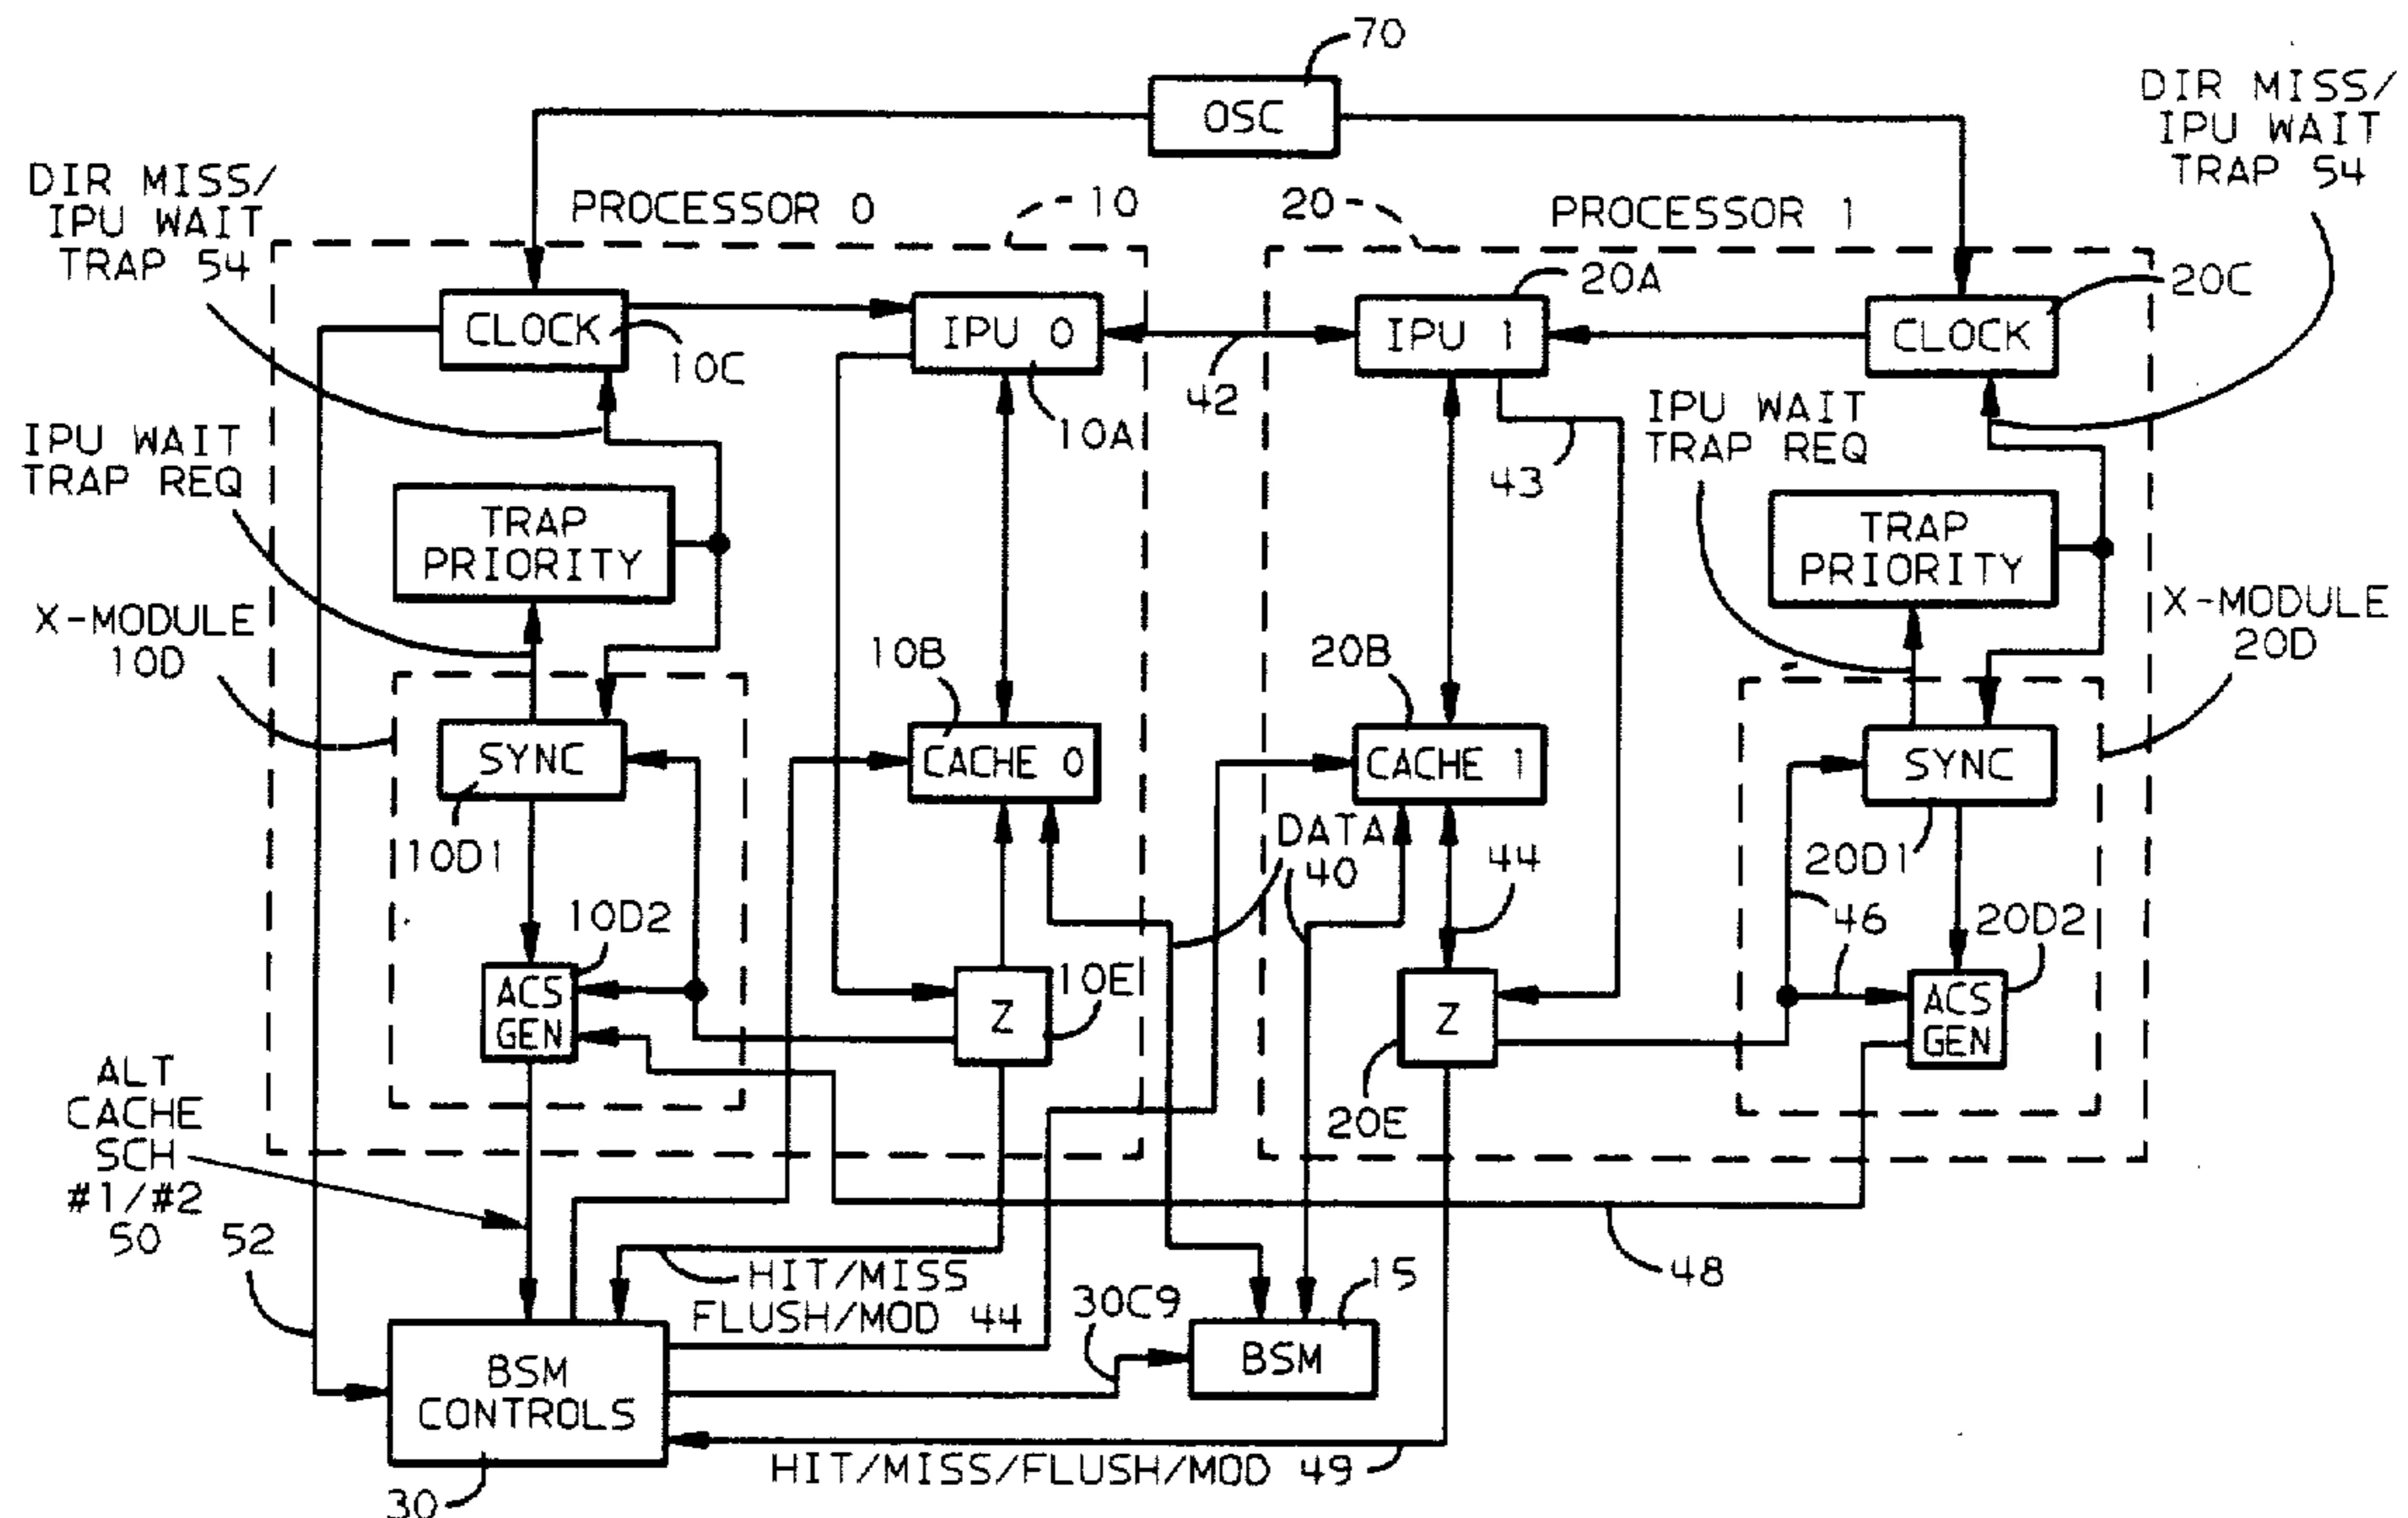 70
OSC
DIR MISS/
IPU WAIT
TRAP 54
DIR MISS/
IPU WAIT
TRAP 54
PROCESSOR 0
10
20
PROCESSOR 1
CLOCK
10C
IPU 0
10A
42
20A
IPU 1
43
20C
CLOCK
IPU WAIT
TRAP REQ
IPU WAIT
TRAP REQ
TRAP
PRIORITY
TRAP
PRIORITY
X-MODULE
10D
X-MODULE
20D
10B
20B
SYNC
10D1
CACHE 0
CACHE 1
SYNC
20D1
DATA
40
44
10D2
46
20D2
ACS
GEN
10E
Z
Z
20E
ACS
GEN
ALT
CACHE
SCH
#1/#2
50
52
48
HIT/MISS
FLUSH/MOD 44
30C9
15
BSM
CONTROLS
BSM
HIT/MISS/FLUSH/MOD 49
30